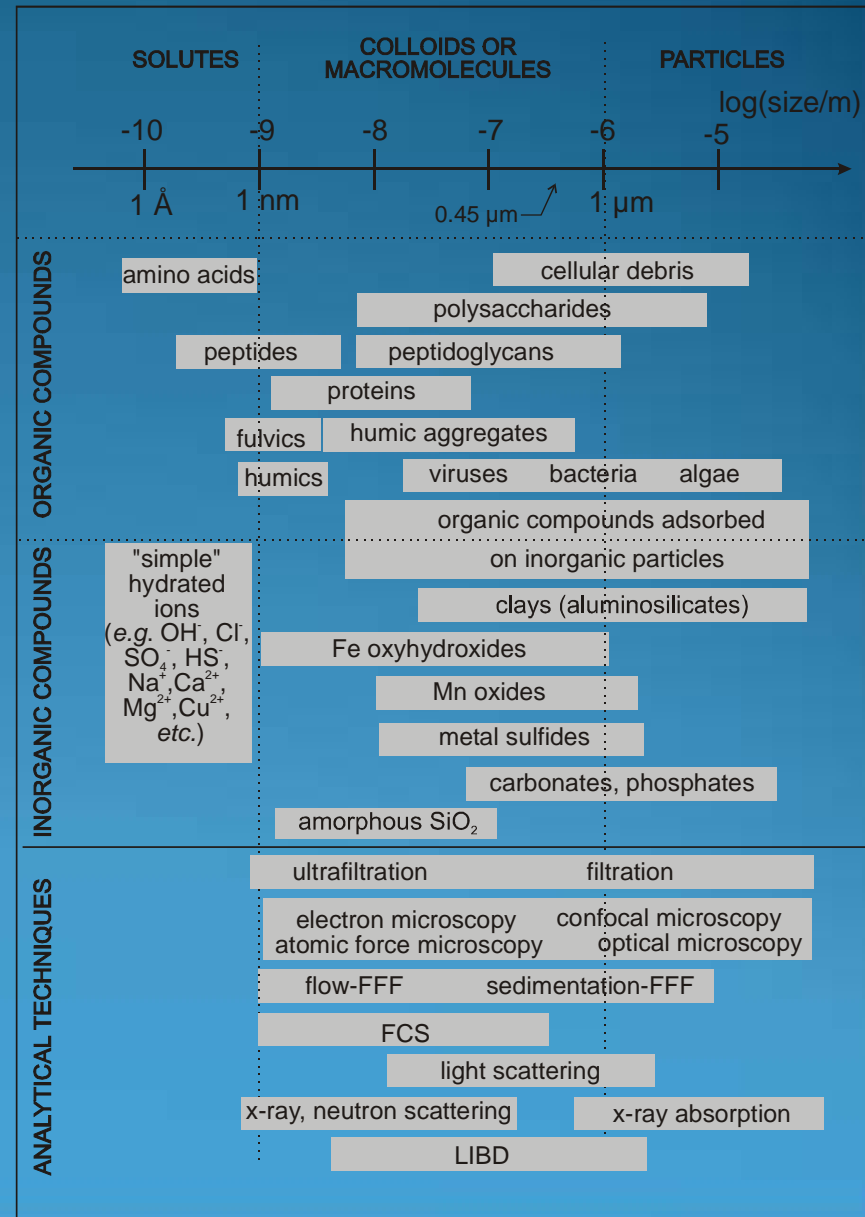 SOLUTES
COLLOIDS OR
MACROMOLECULES
PARTICLES
log(size/m)
-10 -9 -8 -7 -6 -5
1 Å 1 nm 0.45 µm 1 µm
ORGANIC COMPOUNDS
amino acids
cellular debris
polysaccharides
peptides
peptidoglycans
proteins
fulvics
humic aggregates
humics
viruses bacteria algae
organic compounds adsorbed
on inorganic particles
INORGANIC COMPOUNDS
"simple"
hydrated
ions
(e.g. OH⁻, Cl⁻,
SO₄⁻, HS⁻,
Na⁺,Ca²⁺,
Mg²⁺,Cu²⁺,
etc.)
clays (aluminosilicates)
Fe oxyhydroxides
Mn oxides
metal sulfides
carbonates, phosphates
amorphous SiO₂
ANALYTICAL TECHNIQUES
ultrafiltration filtration
electron microscopy confocal microscopy
atomic force microscopy optical microscopy
flow-FFF sedimentation-FFF
FCS
light scattering
x-ray, neutron scattering
x-ray absorption
LIBD